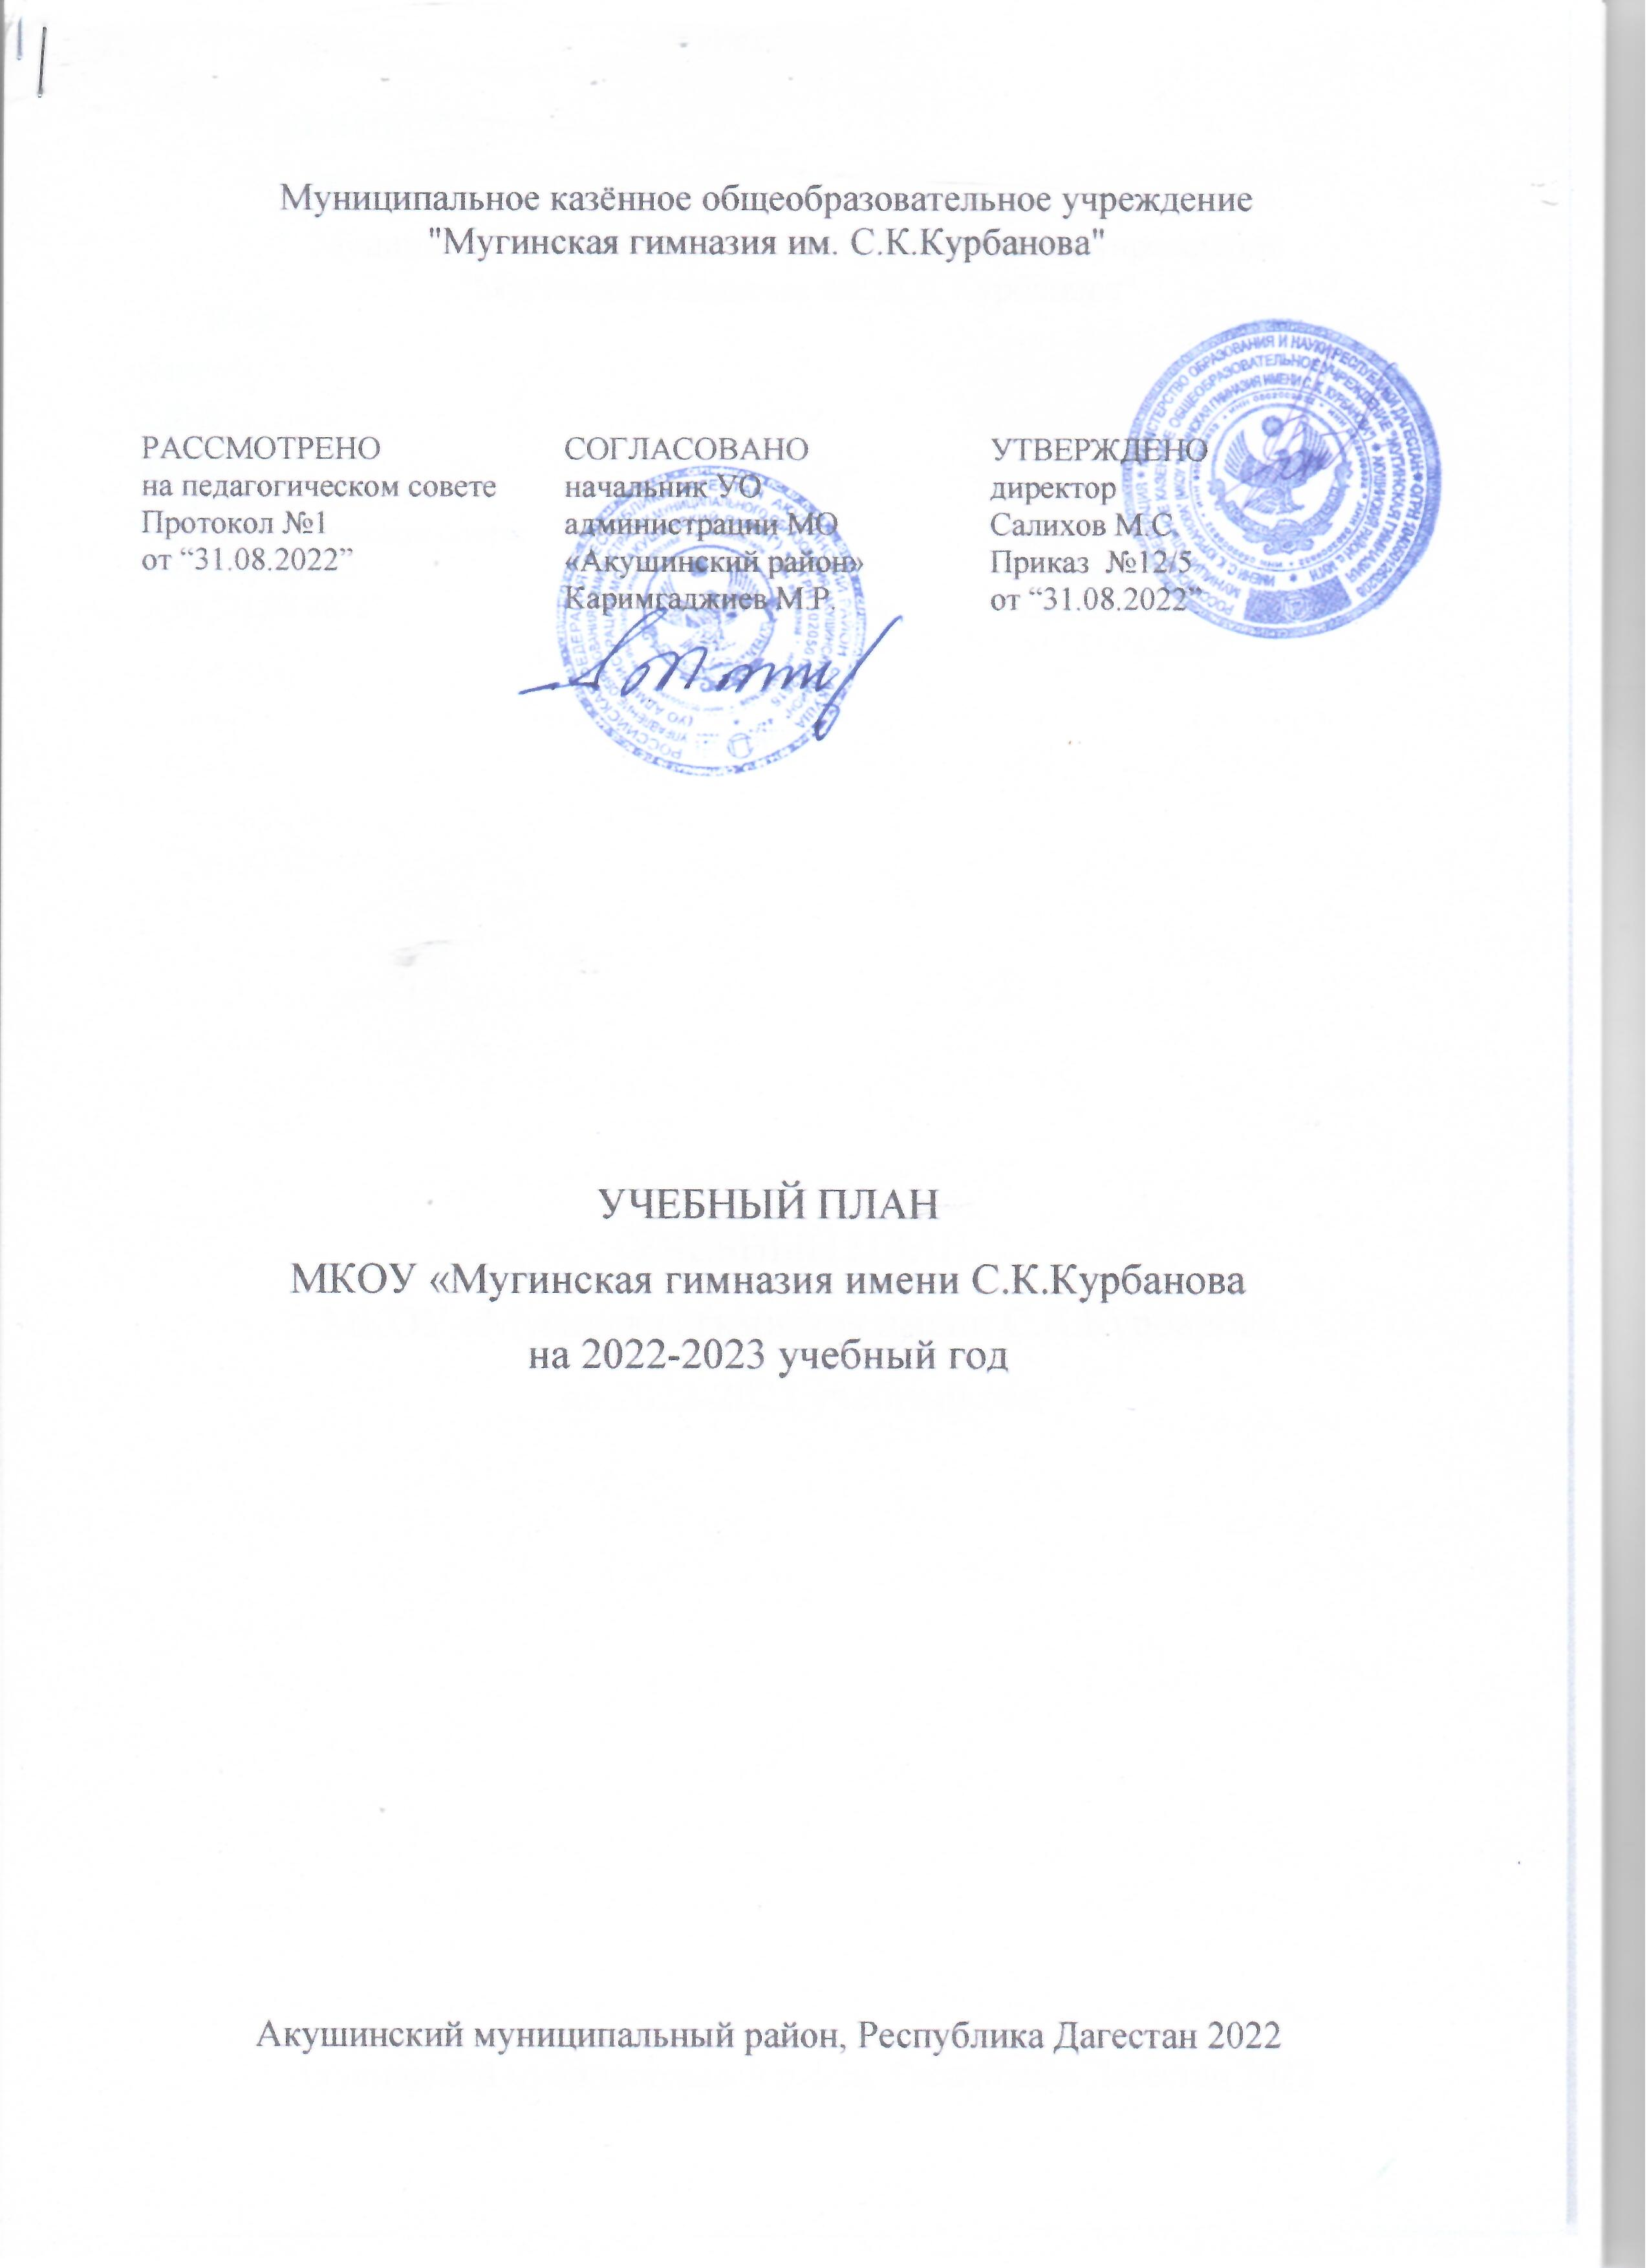 Муниципальное казённое общеобразовательное учреждение
"Мугинская гимназия им. С.К.Курбанова"
РАССМОТРЕНО
на педагогическом совете
Протокол №1
от “31.08.2022”
СОГЛАСОВАНО
начальник УО
администрации МО
«Акушинский район»
Каримгаджиев М.Р.
УТВЕРЖДЕНО
директор
Салихов М.С
Приказ №12/5
от “31.08.2022”
УЧЕБНЫЙ ПЛАН
МКОУ «Мугинская гимназия имени С.К.Курбанова
на 2022-2023 учебный год
Акушинский муниципальный район, Республика Дагестан 2022